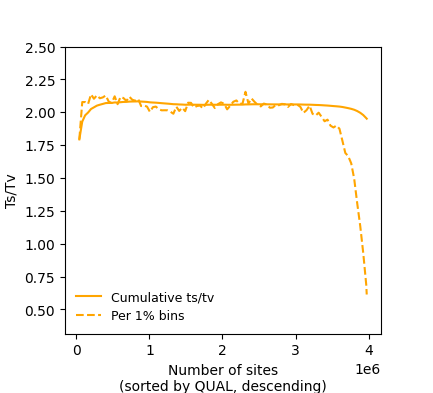 2.50
2.25
2.00
1.75
1.50
1.25
1.00
0.75
0.50
Ts/Tv
Cumulative ts/tv
Per 1% bins
0 1 2 3 4
1e6
Number of sites
(sorted by QUAL, descending)